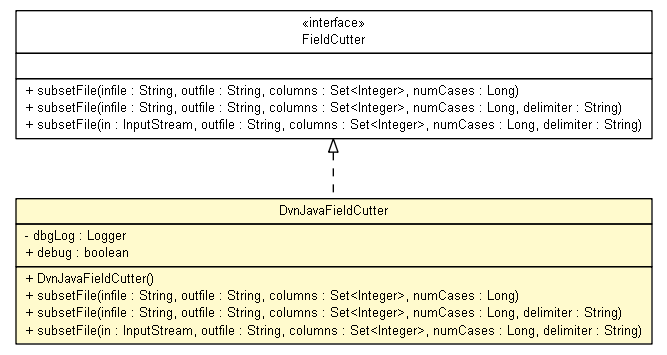 «interface»
FieldCutter
+ subsetFile(infile : String, outfile : String, columns : Set<Integer>, numCases : Long)
+ subsetFile(infile : String, outfile : String, columns : Set<Integer>, numCases : Long, delimiter : String)
+ subsetFile(in : InputStream, outfile : String, columns : Set<Integer>, numCases : Long, delimiter : String)
DvnJavaFieldCutter
- dbgLog : Logger
+ debug : boolean
+ DvnJavaFieldCutter()
+ subsetFile(infile : String, outfile : String, columns : Set<Integer>, numCases : Long)
+ subsetFile(infile : String, outfile : String, columns : Set<Integer>, numCases : Long, delimiter : String)
+ subsetFile(in : InputStream, outfile : String, columns : Set<Integer>, numCases : Long, delimiter : String)